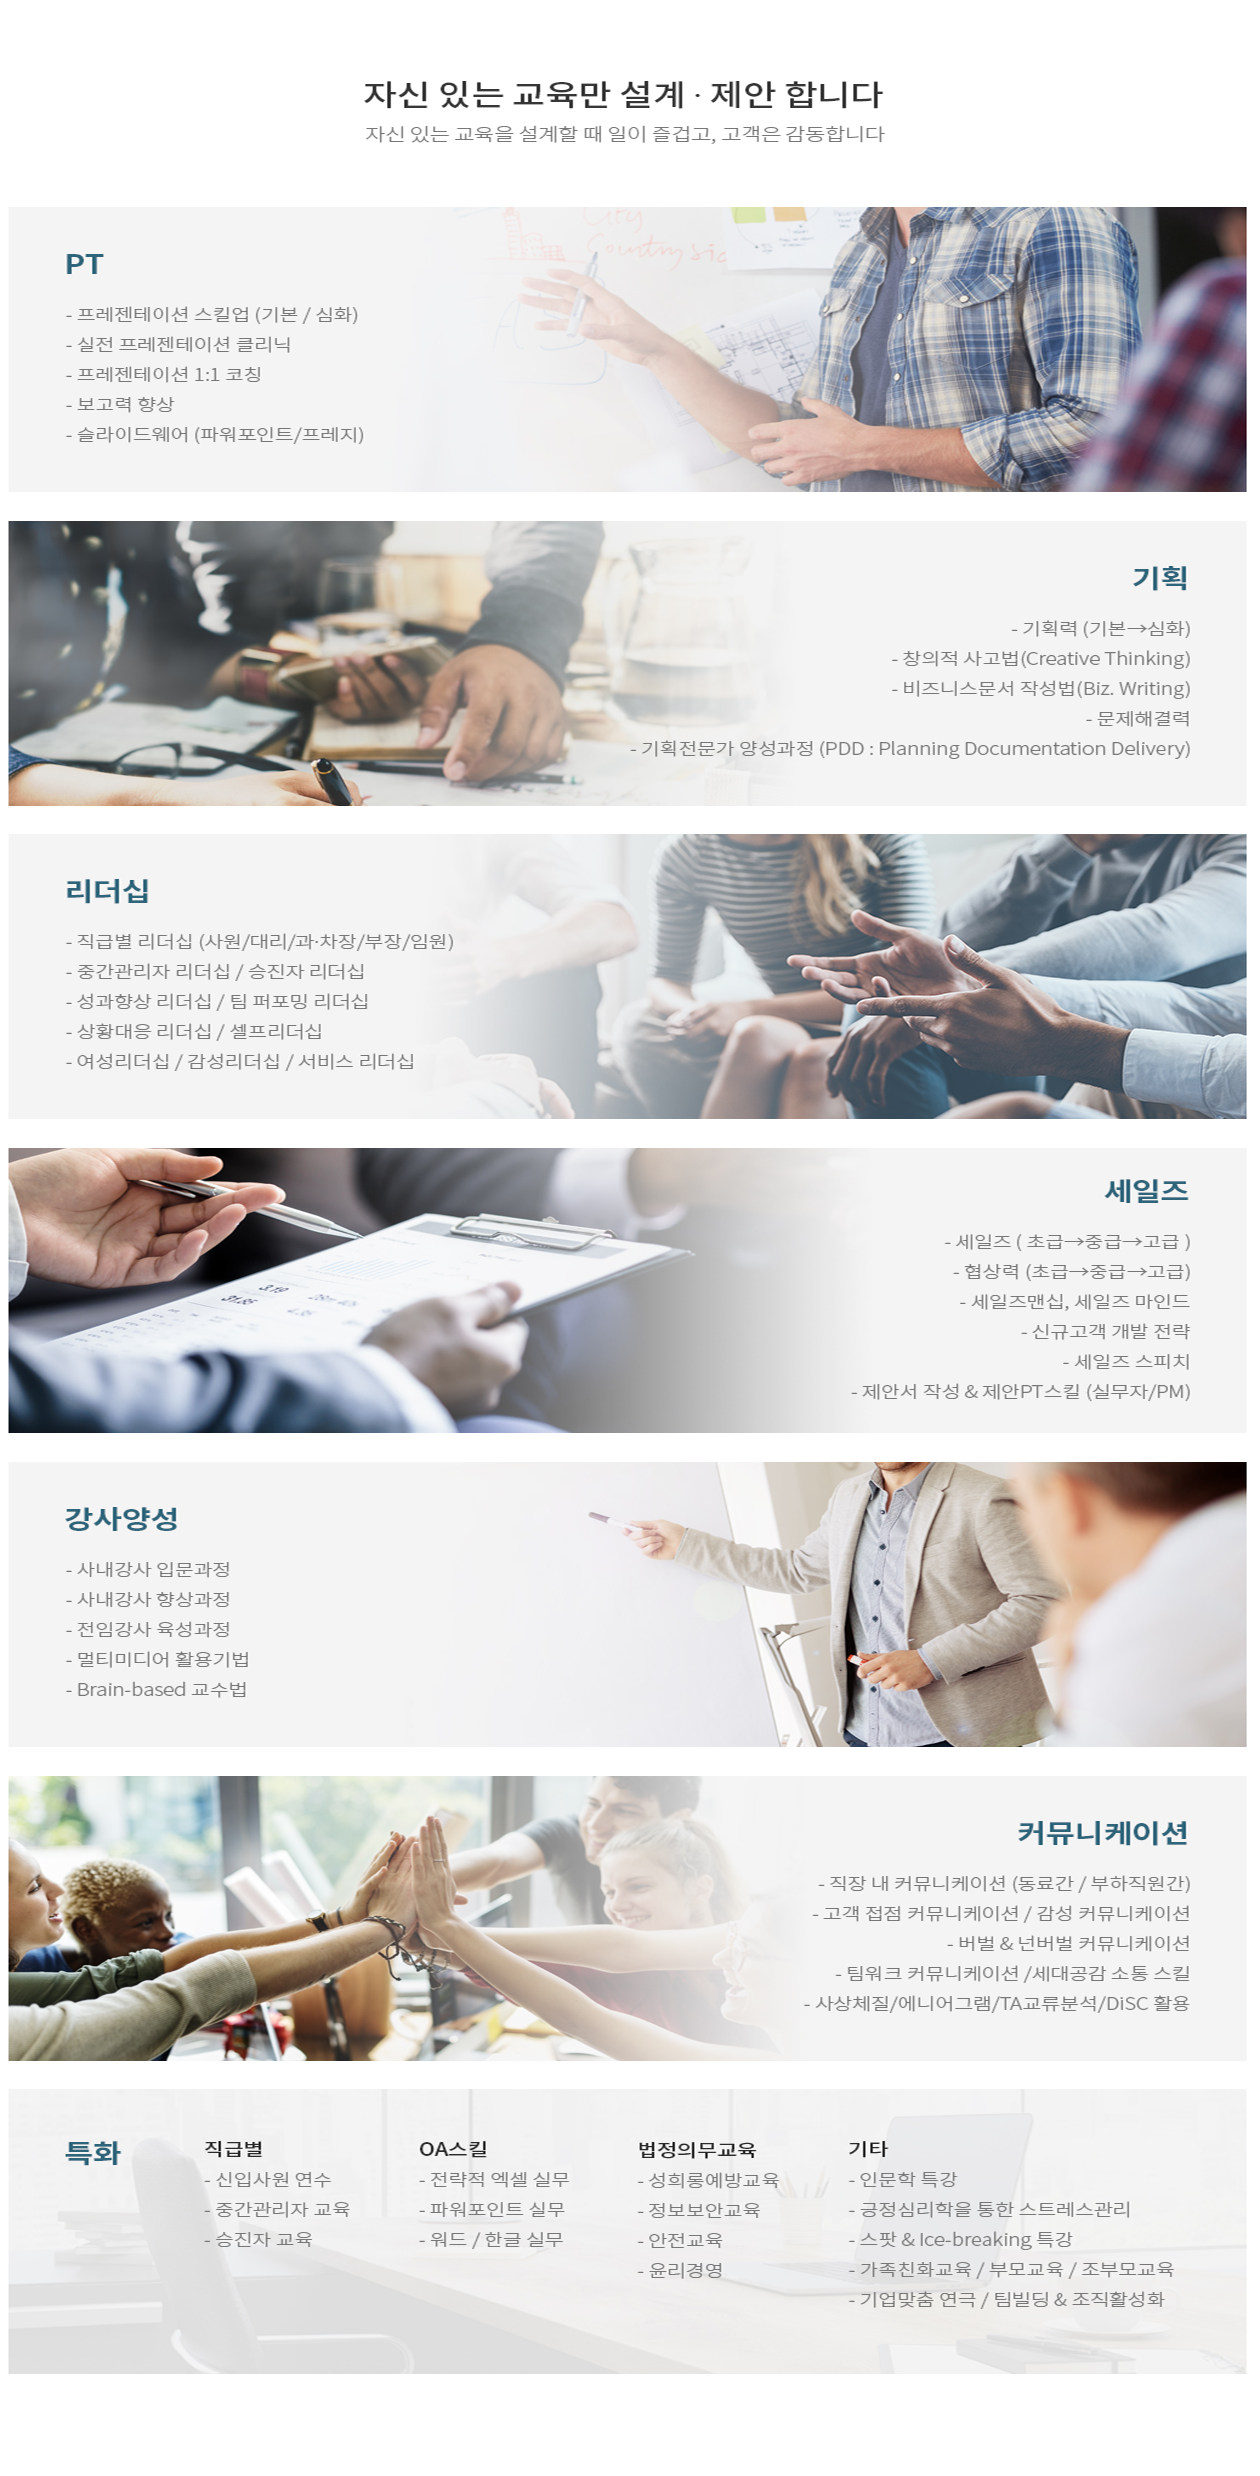 자신 있는 교육만 설계 · 제안 합니다
자신 있는 교육을 설계할 때 일이 즐겁고, 고객은 감동합니다
City
Country sid
PT
- 프레젠테이션 스킬업 (기본 / 심화)
- 실전 프레젠테이션 클리닉
- 프레젠테이션 1:1 코칭
- 보고력 향상
- 슬라이드웨어 (파워포인트/프레지)
기획
- 기획력 (기본→심화)
- 창의적 사고법(Creative Thinking)
- 비즈니스문서 작성법(Biz. Writing)
- 문제해결력
- 기획전문가 양성과정 (PDD : Planning Documentation Delivery)
리더십
- 직급별 리더십 (사원/대리/과·차장/부장/임원)
- 중간관리자 리더십 / 승진자 리더십
- 성과향상 리더십 / 팀 퍼포밍 리더십
- 상황대응 리더십 / 셀프리더십
- 여성리더십 / 감성리더십 / 서비스 리더십
세일즈
- 세일즈 ( 초급→중급→고급 )
- 협상력 (초급→중급→고급)
- 세일즈맨십, 세일즈 마인드
- 신규고객 개발 전략
- 세일즈 스피치
- 제안서 작성 & 제안PT스킬 (실무자/PM)
3.19
31.85
강사양성
- 사내강사 입문과정
- 사내강사 향상과정
- 전임강사 육성과정
- 멀티미디어 활용기법
- Brain-based 교수법
커뮤니케이션
- 직장 내 커뮤니케이션 (동료간 / 부하직원간)
- 고객 접점 커뮤니케이션 / 감성 커뮤니케이션
- 버벌 & 넌버벌 커뮤니케이션
- 팀워크 커뮤니케이션 /세대공감 소통 스킬
- 사상체질/에니어그램/TA교류분석/DiSC 활용
특화
직급별
- 신입사원 연수
- 중간관리자 교육
- 승진자 교육
OA스킬
- 전략적 엑셀 실무
- 파워포인트 실무
- 워드 / 한글 실무
법정의무교육
- 성희롱예방교육
- 정보보안교육
- 안전교육
- 윤리경영
기타
- 인문학 특강
- 긍정심리학을 통한 스트레스관리
- 스팟 & Ice-breaking 특강
- 가족친화교육 / 부모교육 / 조부모교육
- 기업맞춤 연극 / 팀빌딩 & 조직활성화